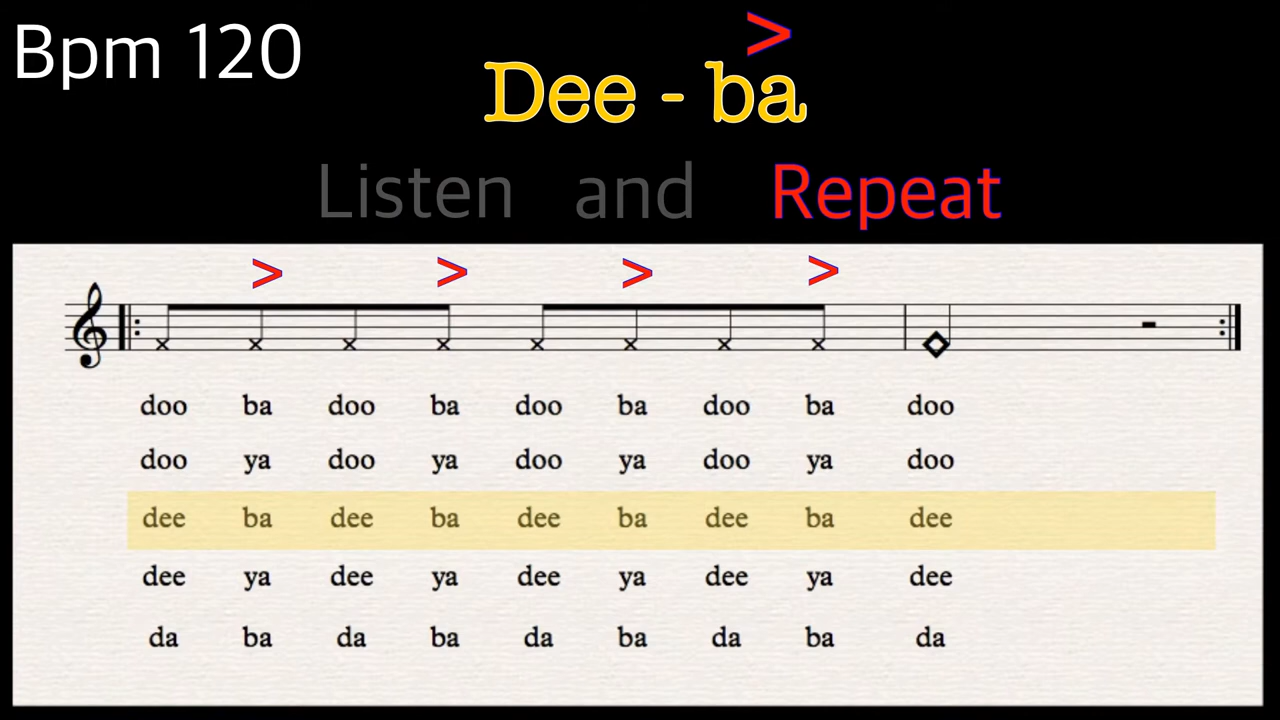 Bpm 120
>
Dee - ba
Listen and Repeat
> > > >
doo ba doo ba doo ba doo ba doo
doo ya doo ya doo ya doo ya doo
dee ba dee ba dee ba dee ba dee
dee ya dee ya dee ya dee ya dee
da ba da ba da ba da ba da